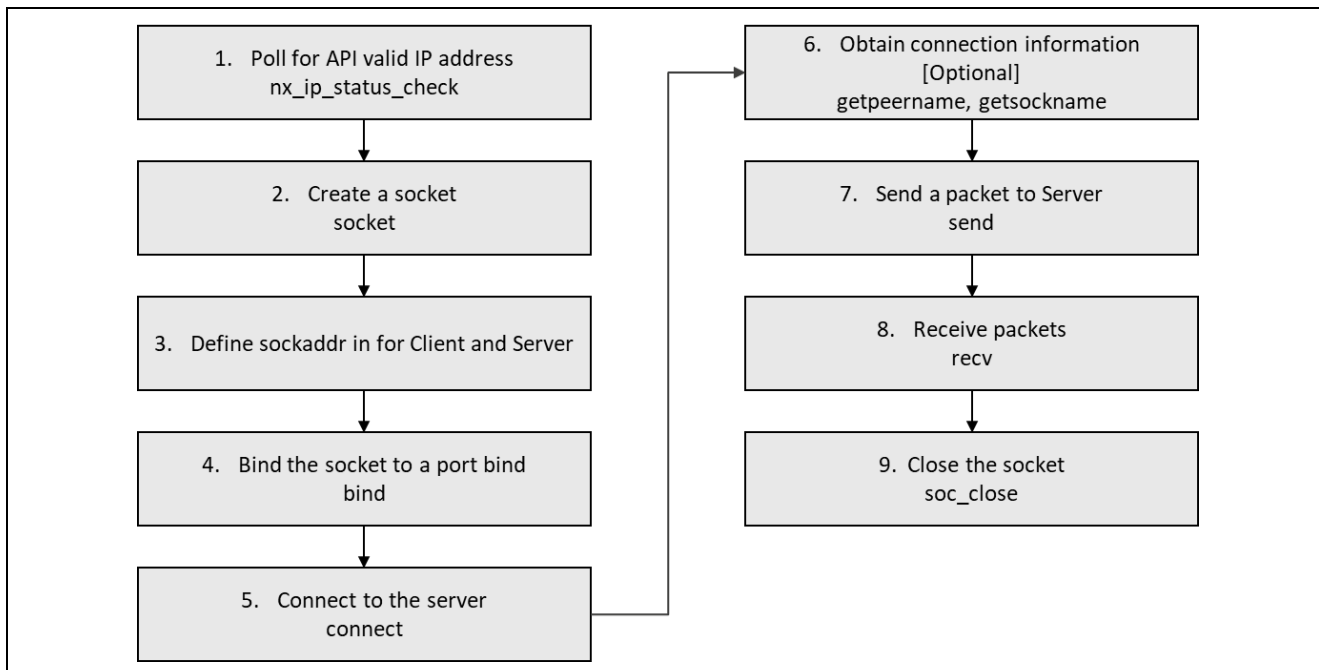 1. Poll for API valid IP address
nx_ip_status_check
2. Create a socket
socket
3. Define sockaddr in for Client and Server
4. Bind the socket to a port bind
bind
5. Connect to the server
connect
6. Obtain connection information
[Optional]
getpeername, getsockname
7. Send a packet to Server
send
8. Receive packets
recv
9. Close the socket
soc_close